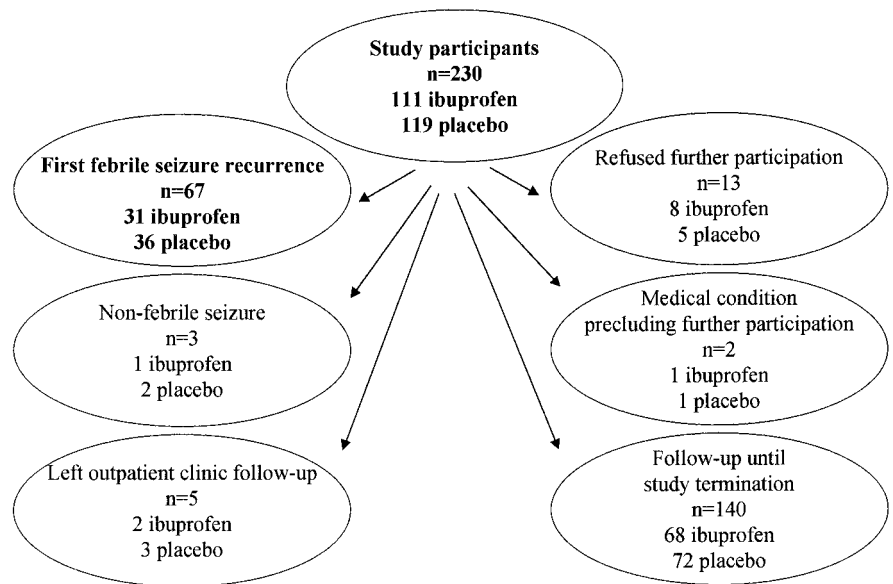 Study participants
n=230
111 ibuprofen
119 placebo
First febrile seizure recurrence
n=67
31 ibuprofen
36 placebo
Refused further participation
n=13
8 ibuprofen
5 placebo
Non-febrile seizure
n=3
1 ibuprofen
2 placebo
Medical condition
precluding further participation
n=2
1 ibuprofen
1 placebo
Left outpatient clinic follow-up
n=5
2 ibuprofen
3 placebo
Follow-up until
study termination
n=140
68 ibuprofen
72 placebo